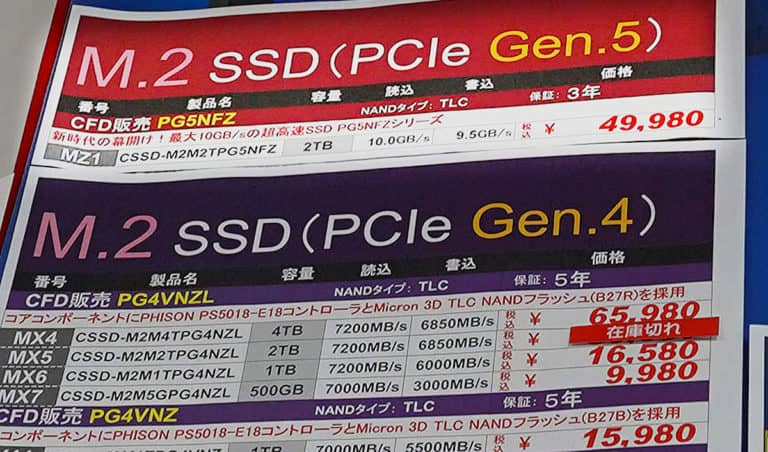 M.2 SSD(PCIe Gen.5)
番号 製品名 容量 読込 書込 価格
CFD販売 PG5NFZ NANDタイプ: TLC 保証: 3年
新時代の幕開け!最大10GB/sの超高速SSD PG5NFZシリーズ
MZ1 CSSD-M2M2TPG5NFZ 2TB 10.0GB/s 9.5GB/s 税込 ¥ 49,980
M.2 SSD(PCIe Gen.4)
番号 製品名 容量 読込 書込 価格
CFD販売 PG4VNZL NANDタイプ: TLC 保証: 5年
コアコンポーネントにPHISON PS5018-E18コントローラとMicron 3D TLC NANDフラッシュ(B27R)を採用
MX4 CSSD-M2M4TPG4NZL 4TB 7200MB/s 6850MB/s 税込 ¥ 65,980
MX5 CSSD-M2M2TPG4NZL 2TB 7200MB/s 6850MB/s 税込 ¥ 在庫切れ
MX6 CSSD-M2M1TPG4NZL 1TB 7200MB/s 6000MB/s 税込 ¥ 16,580
MX7 CSSD-M2M5GPG4NZL 500GB 7000MB/s 3000MB/s 税込 ¥ 9,980
CFD販売 PG4VNZ NANDタイプ: TLC 保証: 5年
コンポーネントにPHISON PS5018-E18コントローラとMicron 3D TLC NANDフラッシュ(B27B)を採用
1TB 7000MB/s 5500MB/s 税込 ¥ 15,980